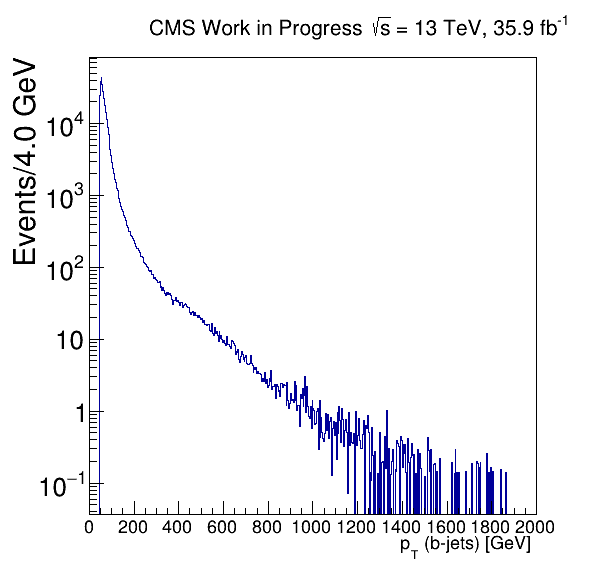 CMS Work in Progress √s = 13 TeV, 35.9 fb⁻¹
Events/4.0 GeV
10⁴
10³
10²
10
1
10⁻¹
0 200 400 600 800 1000 1200 1400 1600 1800 2000
p_T (b-jets) [GeV]